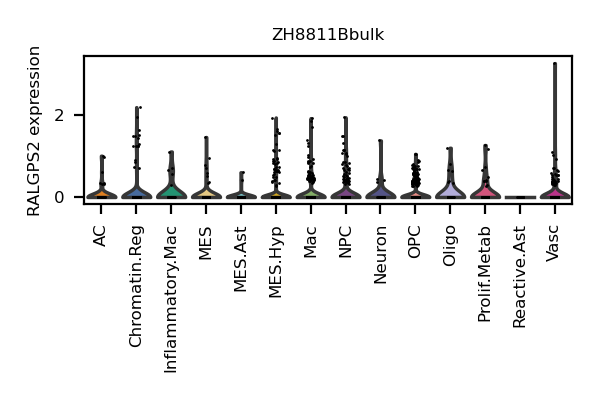 ZH8811Bbulk
RALGPS2 expression
2
0
AC
Chromatin.Reg
Inflammatory.Mac
MES
MES.Ast
MES.Hyp
Mac
NPC
Neuron
OPC
Oligo
Prolif.Metab
Reactive.Ast
Vasc